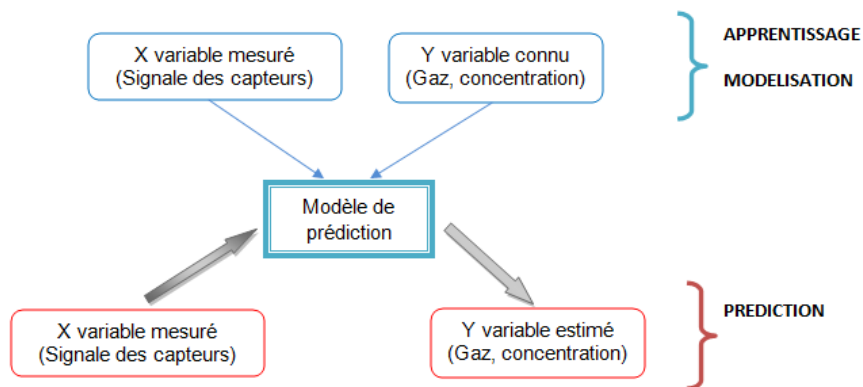 X variable mesuré
(Signale des capteurs)
Y variable connu
(Gaz, concentration)
APPRENTISSAGE
MODELISATION
Modèle de
prédiction
X variable mesuré
(Signale des capteurs)
Y variable estimé
(Gaz, concentration)
PREDICTION